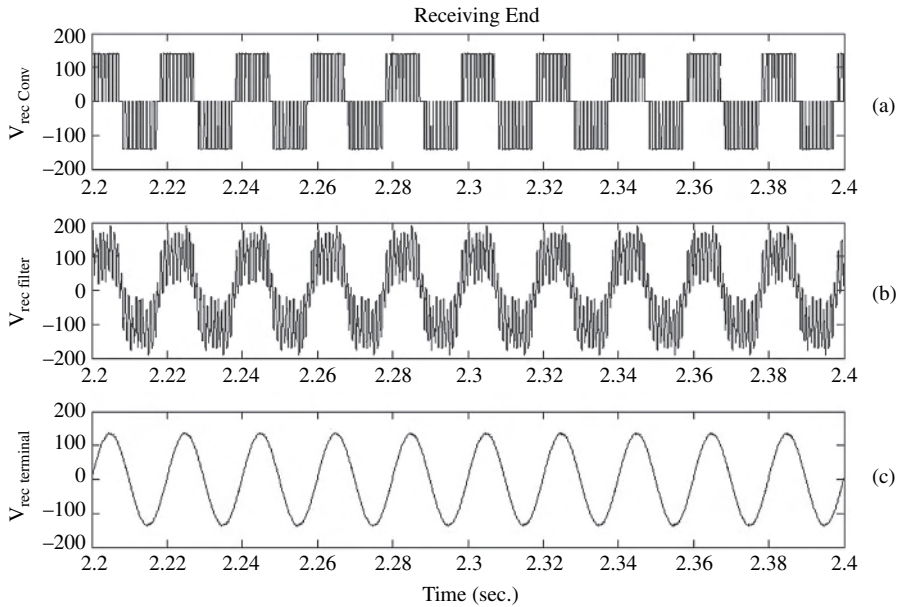 Receiving End
200
100
0
–100
–200
V rec Conv
(a)
2.2 2.22 2.24 2.26 2.28 2.3 2.32 2.34 2.36 2.38 2.4
200
100
0
–100
–200
V rec filter
(b)
2.2 2.22 2.24 2.26 2.28 2.3 2.32 2.34 2.36 2.38 2.4
200
100
0
–100
–200
V rec terminal
(c)
2.2 2.22 2.24 2.26 2.28 2.3 2.32 2.34 2.36 2.38 2.4
Time (sec.)